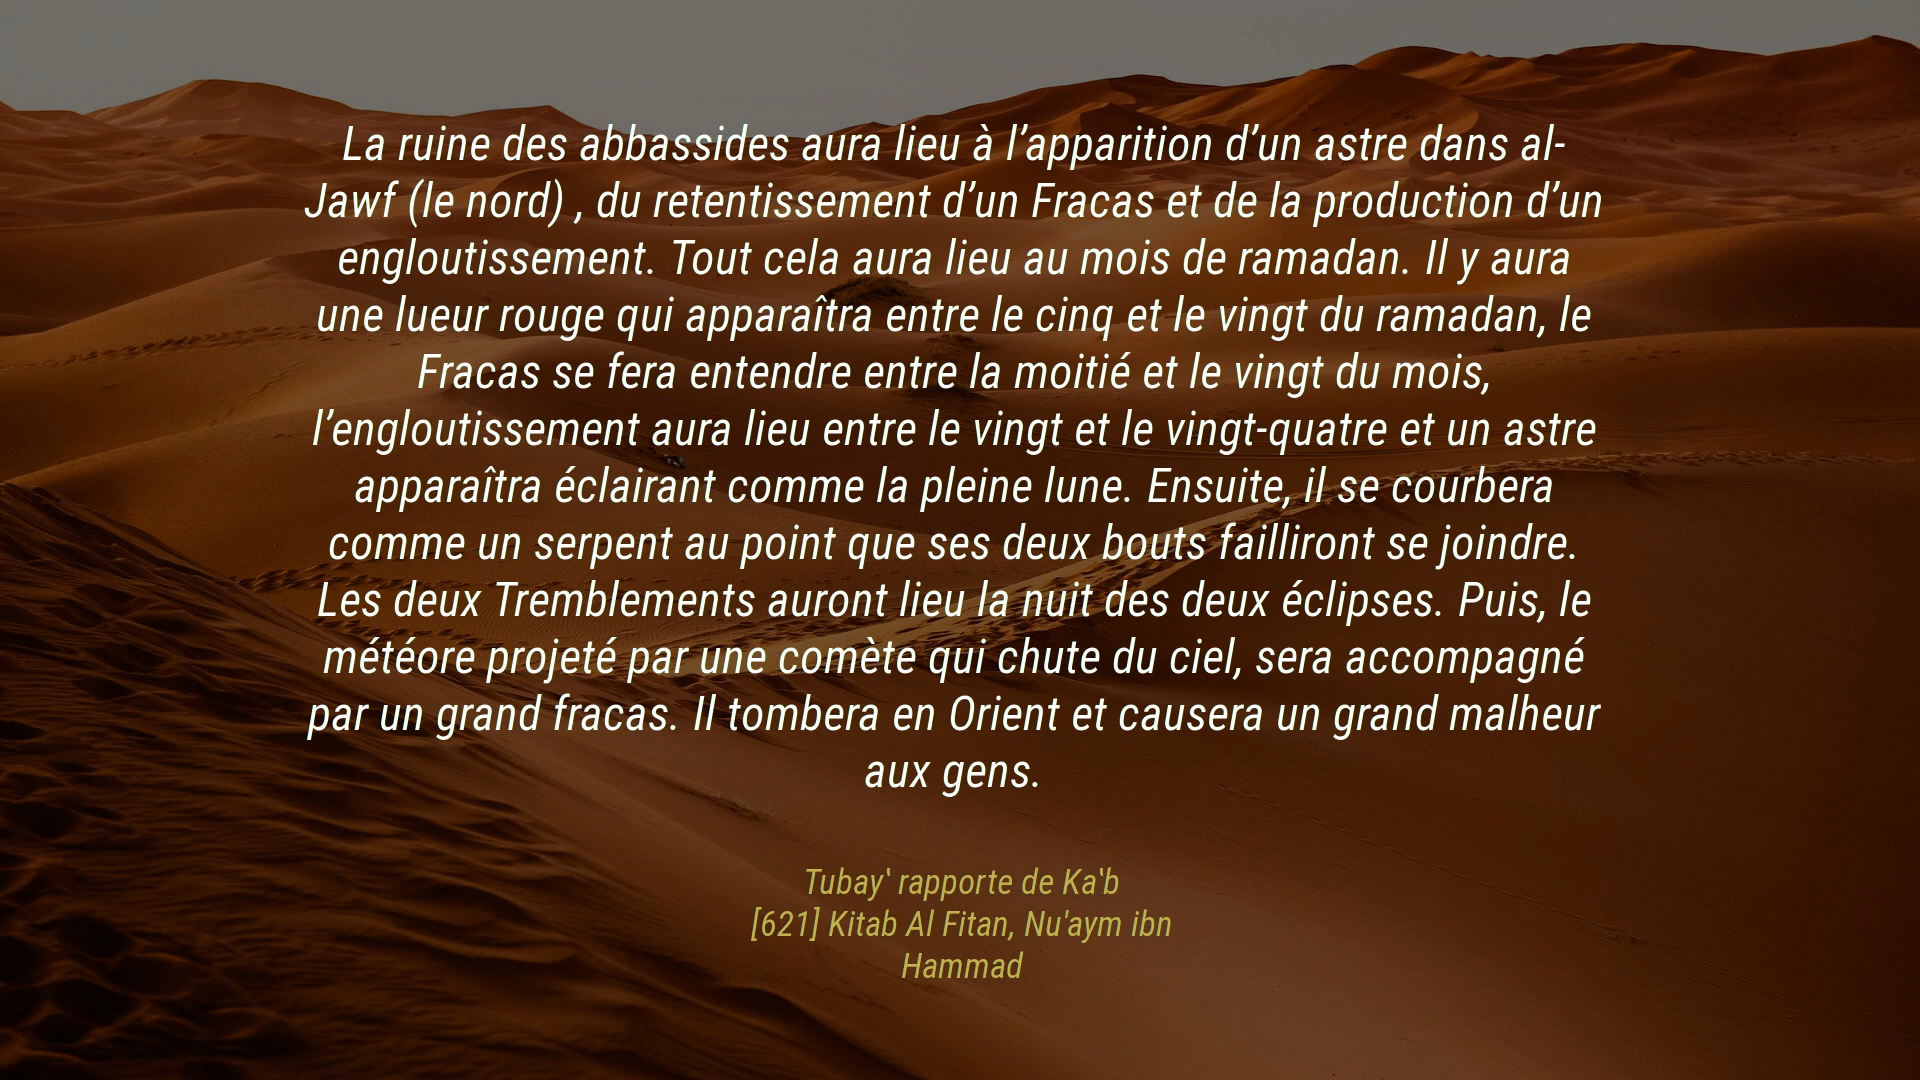 La ruine des abbassides aura lieu à l’apparition d’un astre dans al-
Jawf (le nord) , du retentissement d’un Fracas et de la production d’un
engloutissement. Tout cela aura lieu au mois de ramadan. Il y aura
une lueur rouge qui apparaîtra entre le cinq et le vingt du ramadan, le
Fracas se fera entendre entre la moitié et le vingt du mois,
l’engloutissement aura lieu entre le vingt et le vingt-quatre et un astre
apparaîtra éclairant comme la pleine lune. Ensuite, il se courbera
comme un serpent au point que ses deux bouts failliront se joindre.
Les deux Tremblements auront lieu la nuit des deux éclipses. Puis, le
météore projeté par une comète qui chute du ciel, sera accompagné
par un grand fracas. Il tombera en Orient et causera un grand malheur
aux gens.
Tubay‛ rapporte de Ka‛b
[621] Kitab Al Fitan, Nu'aym ibn
Hammad